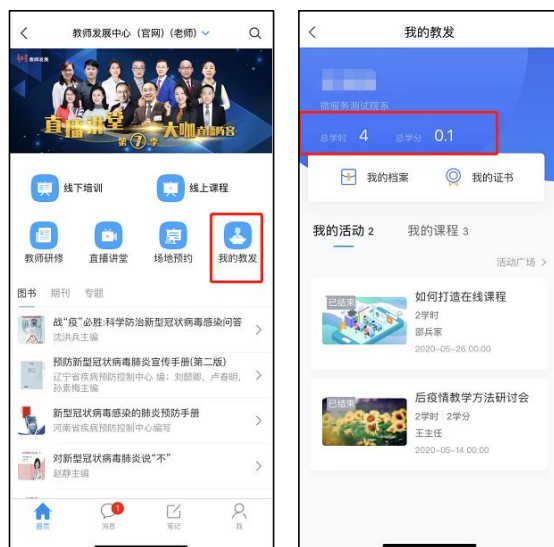 教师发展中心（官网）(老师)
直播讲堂
第⑦季
大咖直播阵容
线下培训
线上课程
教师研修
直播讲堂
场地预约
我的教发
图书 期刊 专题
战“疫”必胜:科学防治新型冠状病毒感染问答
沈洪兵主编
预防新型冠状病毒肺炎宣传手册(第二版)
辽宁省疾病预防控制中心 编；刘懿卿，卢春明，
孙素梅主编
新型冠状病毒感染的肺炎预防手册
河南省疾病预防控制中心编写
对新型冠状病毒肺炎说“不”
赵静主编
1
首页
消息
笔记
我
我的教发
微服务测试院系
总学时 4 总学分 0.1
我的档案
我的证书
我的活动 2
我的课程 3
活动广场
已结束
如何打造在线课程
2学时
邵兵家
2020-05-26 00:00
已结束
后疫情教学方法研讨会
2学时 2学分
王主任
2020-05-14 00:00